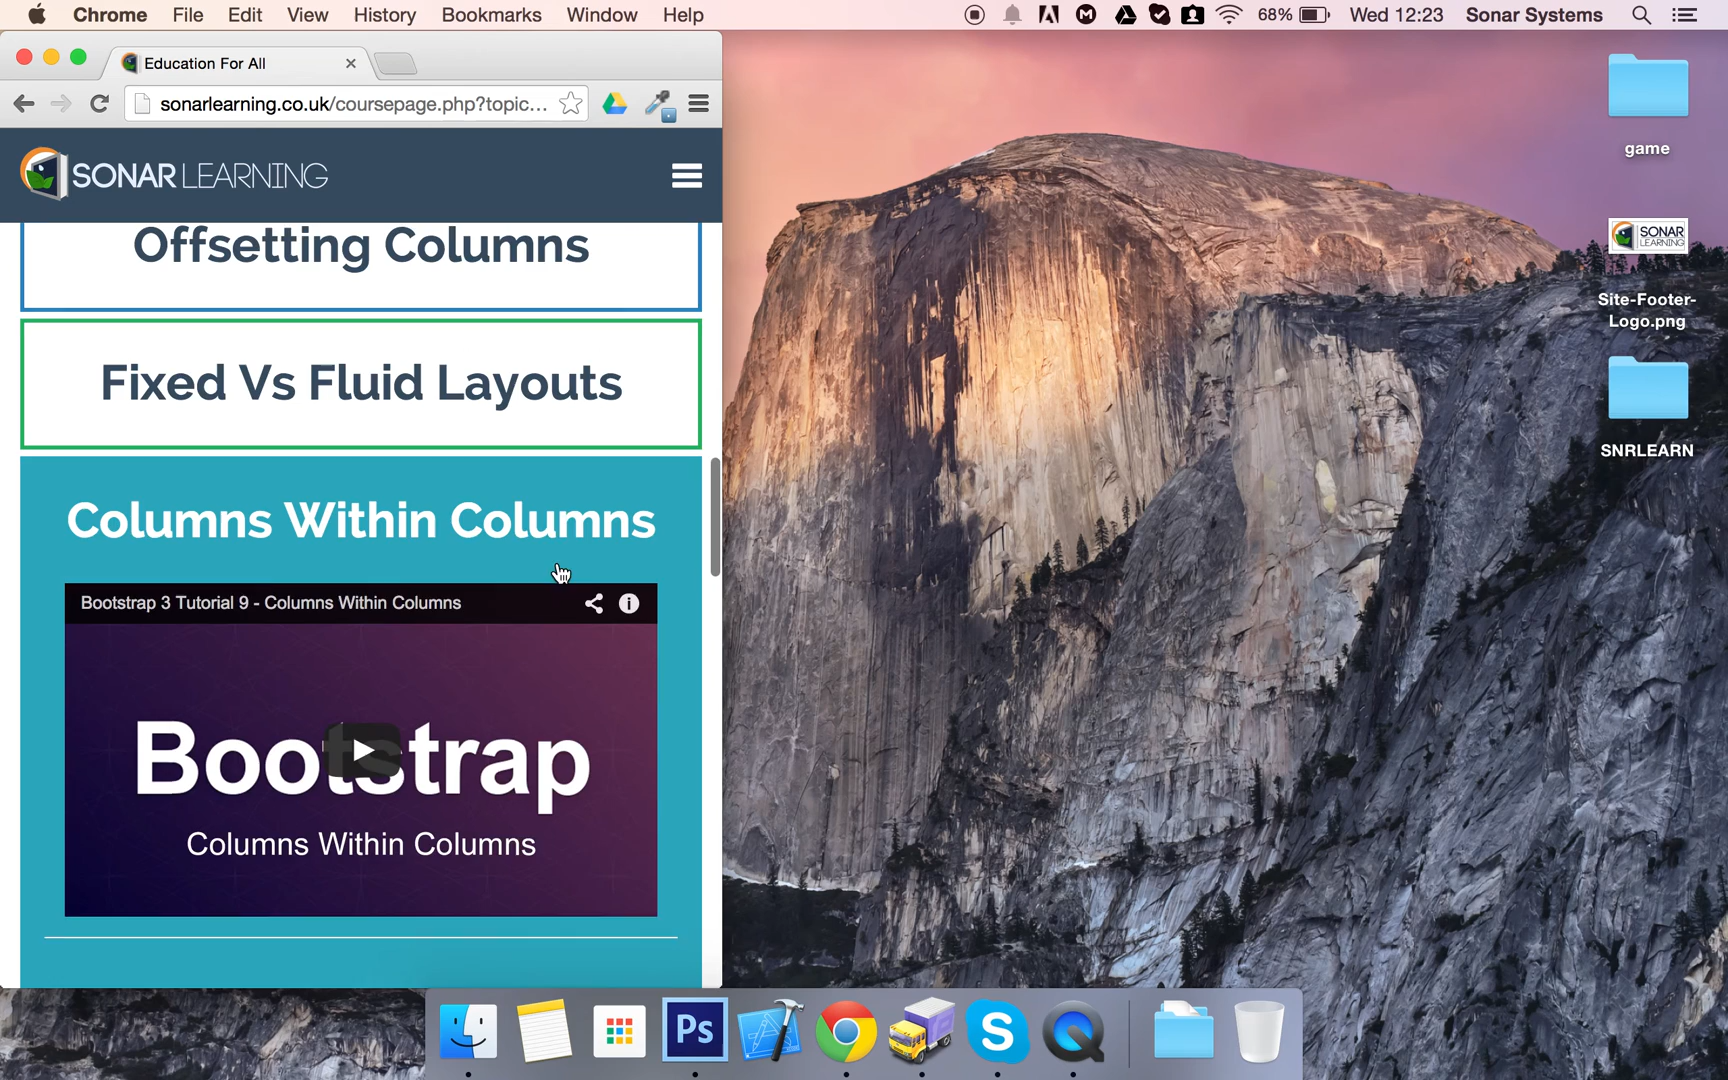 Chrome File Edit View History Bookmarks Window Help 68% Wed 12:23 Sonar Systems
Education For All
sonarlearning.co.uk/coursepage.php?topic...
SONAR LEARNING
Offsetting Columns
Fixed Vs Fluid Layouts
Columns Within Columns
Bootstrap 3 Tutorial 9 - Columns Within Columns
Bootstrap
Columns Within Columns
game
SONAR
LEARNING
Site-Footer-
Logo.png
SNRLEARN
Ps